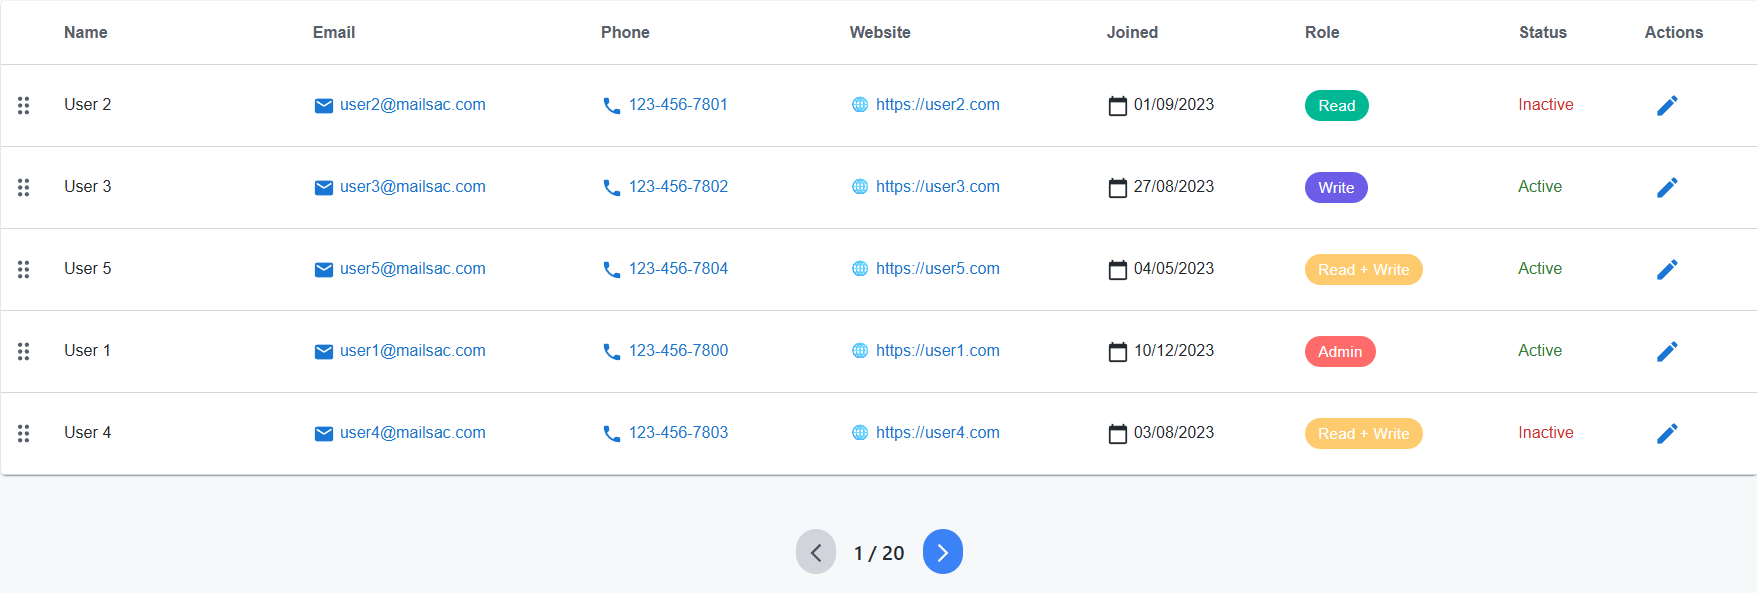 Name Email Phone Website Joined Role Status Actions
User 2 user2@mailsac.com 123-456-7801 https://user2.com 01/09/2023 Read Inactive
User 3 user3@mailsac.com 123-456-7802 https://user3.com 27/08/2023 Write Active
User 5 user5@mailsac.com 123-456-7804 https://user5.com 04/05/2023 Read + Write Active
User 1 user1@mailsac.com 123-456-7800 https://user1.com 10/12/2023 Admin Active
User 4 user4@mailsac.com 123-456-7803 https://user4.com 03/08/2023 Read + Write Inactive
1 / 20